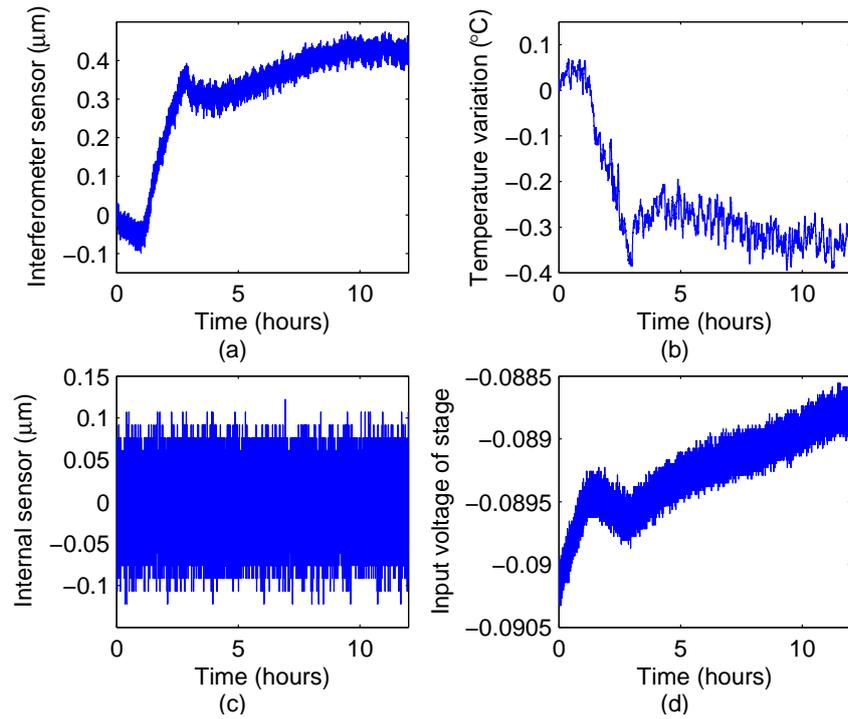 Interferometer sensor (μm)
0.4
0.3
0.2
0.1
0
−0.1
0
5
10
Time (hours)
(a)
Temperature variation (°C)
0.1
0
−0.1
−0.2
−0.3
−0.4
0
5
10
Time (hours)
(b)
Internal sensor (μm)
0.15
0.1
0.05
0
−0.05
−0.1
0
5
10
Time (hours)
(c)
Input voltage of stage
−0.0885
−0.089
−0.0895
−0.09
−0.0905
0
5
10
Time (hours)
(d)